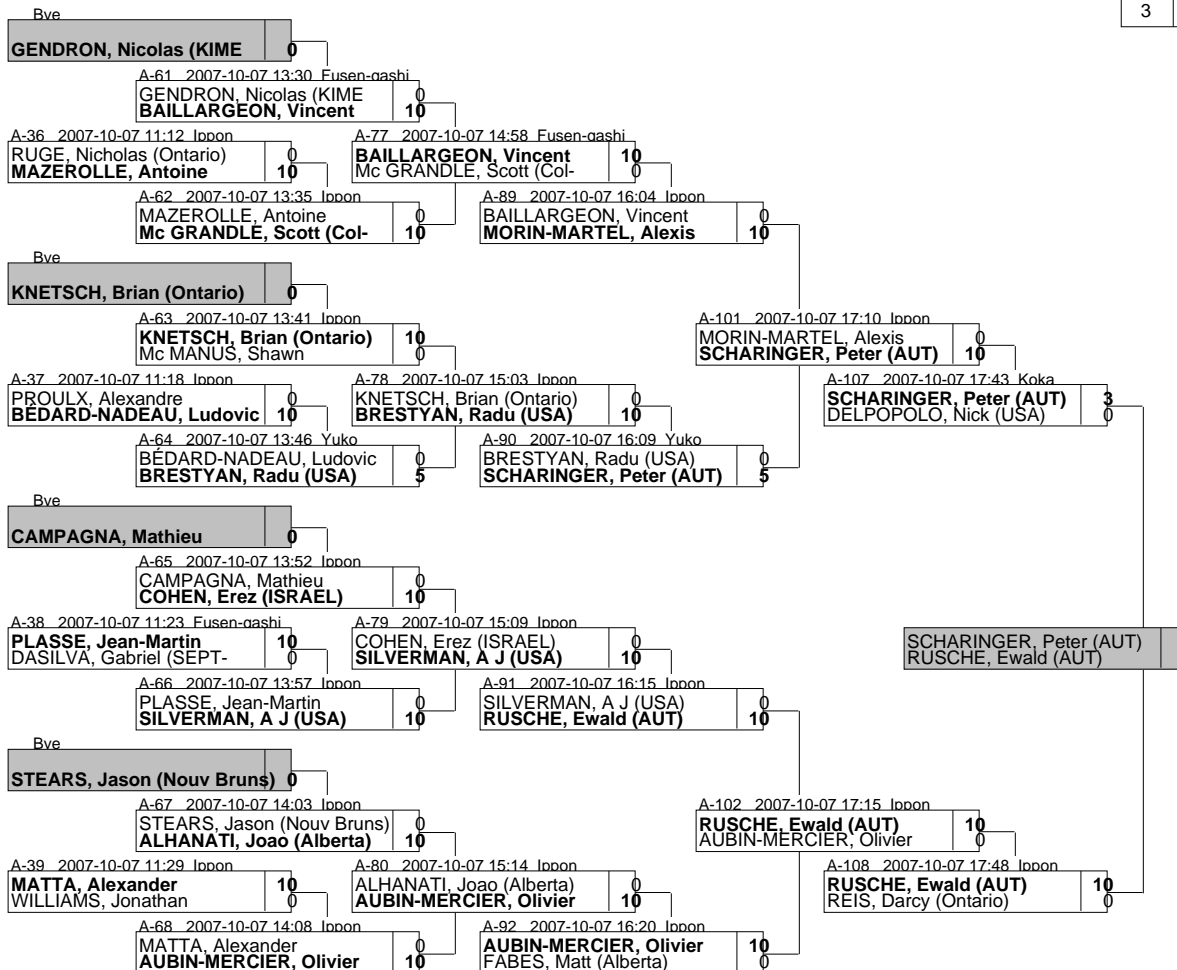 3
Bye
GENDRON, Nicolas (KIME 0
A-61 2007-10-07 13:30 Fusen-gashi
GENDRON, Nicolas (KIME 0
BAILLARGEON, Vincent 10
A-36 2007-10-07 11:12 Ippon
RUGE, Nicholas (Ontario) 0
MAZEROLLE, Antoine 10
A-77 2007-10-07 14:58 Fusen-gashi
BAILLARGEON, Vincent 10
Mc GRANDLE, Scott (Col- 0
A-62 2007-10-07 13:35 Ippon
MAZEROLLE, Antoine 0
Mc GRANDLE, Scott (Col- 10
A-89 2007-10-07 16:04 Ippon
BAILLARGEON, Vincent 0
MORIN-MARTEL, Alexis 10
Bye
KNETSCH, Brian (Ontario) 0
A-63 2007-10-07 13:41 Ippon
KNETSCH, Brian (Ontario) 10
Mc MANUS, Shawn 0
A-101 2007-10-07 17:10 Ippon
MORIN-MARTEL, Alexis 0
SCHARINGER, Peter (AUT) 10
A-37 2007-10-07 11:18 Ippon
PROULX, Alexandre 0
BÉDARD-NADEAU, Ludovic 10
A-78 2007-10-07 15:03 Ippon
KNETSCH, Brian (Ontario) 0
BRESTYAN, Radu (USA) 10
A-107 2007-10-07 17:43 Koka
SCHARINGER, Peter (AUT) 3
DELPOPOLO, Nick (USA) 0
A-64 2007-10-07 13:46 Yuko
BÉDARD-NADEAU, Ludovic 0
BRESTYAN, Radu (USA) 5
A-90 2007-10-07 16:09 Yuko
BRESTYAN, Radu (USA) 0
SCHARINGER, Peter (AUT) 5
Bye
CAMPAGNA, Mathieu 0
A-65 2007-10-07 13:52 Ippon
CAMPAGNA, Mathieu 0
COHEN, Erez (ISRAEL) 10
A-38 2007-10-07 11:23 Fusen-gashi
PLASSE, Jean-Martin 10
DASILVA, Gabriel (SEPT- 0
A-79 2007-10-07 15:09 Ippon
COHEN, Erez (ISRAEL) 0
SILVERMAN, A J (USA) 10
SCHARINGER, Peter (AUT)
RUSCHE, Ewald (AUT)
A-66 2007-10-07 13:57 Ippon
PLASSE, Jean-Martin 0
SILVERMAN, A J (USA) 10
A-91 2007-10-07 16:15 Ippon
SILVERMAN, A J (USA) 0
RUSCHE, Ewald (AUT) 10
Bye
STEARS, Jason (Nouv Bruns) 0
A-67 2007-10-07 14:03 Ippon
STEARS, Jason (Nouv Bruns) 0
ALHANATI, Joao (Alberta) 10
A-102 2007-10-07 17:15 Ippon
RUSCHE, Ewald (AUT) 10
AUBIN-MERCIER, Olivier 0
A-39 2007-10-07 11:29 Ippon
MATTA, Alexander 10
WILLIAMS, Jonathan 0
A-80 2007-10-07 15:14 Ippon
ALHANATI, Joao (Alberta) 0
AUBIN-MERCIER, Olivier 10
A-108 2007-10-07 17:48 Ippon
RUSCHE, Ewald (AUT) 10
REIS, Darcy (Ontario) 0
A-68 2007-10-07 14:08 Ippon
MATTA, Alexander 0
AUBIN-MERCIER, Olivier 10
A-92 2007-10-07 16:20 Ippon
AUBIN-MERCIER, Olivier 10
FABES, Matt (Alberta) 0